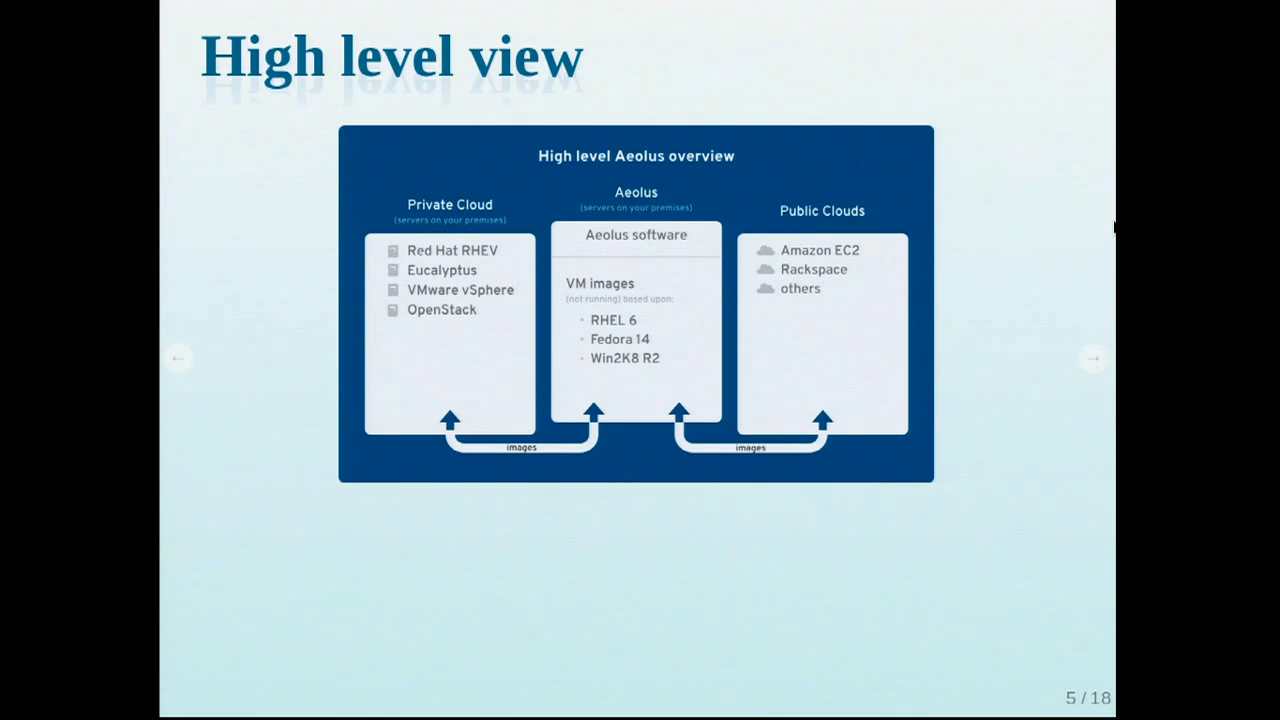 High level view
High level Aeolus overview
Private Cloud
(servers on your premises)
Red Hat RHEV
Eucalyptus
VMware vSphere
OpenStack
Aeolus
(servers on your premises)
Aeolus software
VM images
(not running) based upon:
• RHEL 6
• Fedora 14
• Win2K8 R2
Public Clouds
Amazon EC2
Rackspace
others
images
images
5 / 18